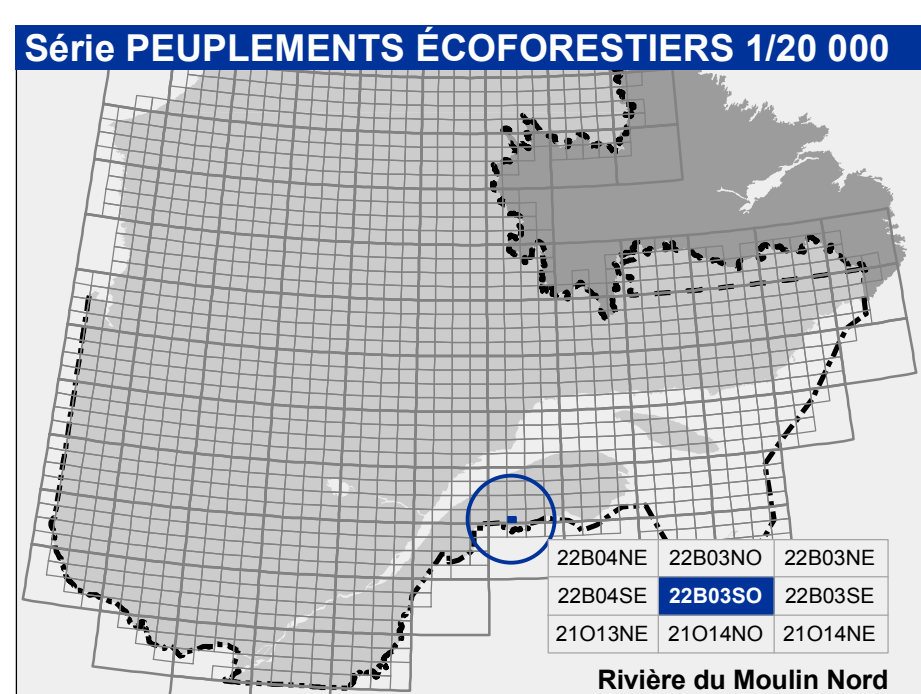 Série PEUPLEMENTS ÉCOFORESTIERS 1/20 000
22B04NE 22B03NO 22B03NE
22B04SE 22B03SO 22B03SE
21O13NE 21O14NO 21O14NE
Rivière du Moulin Nord